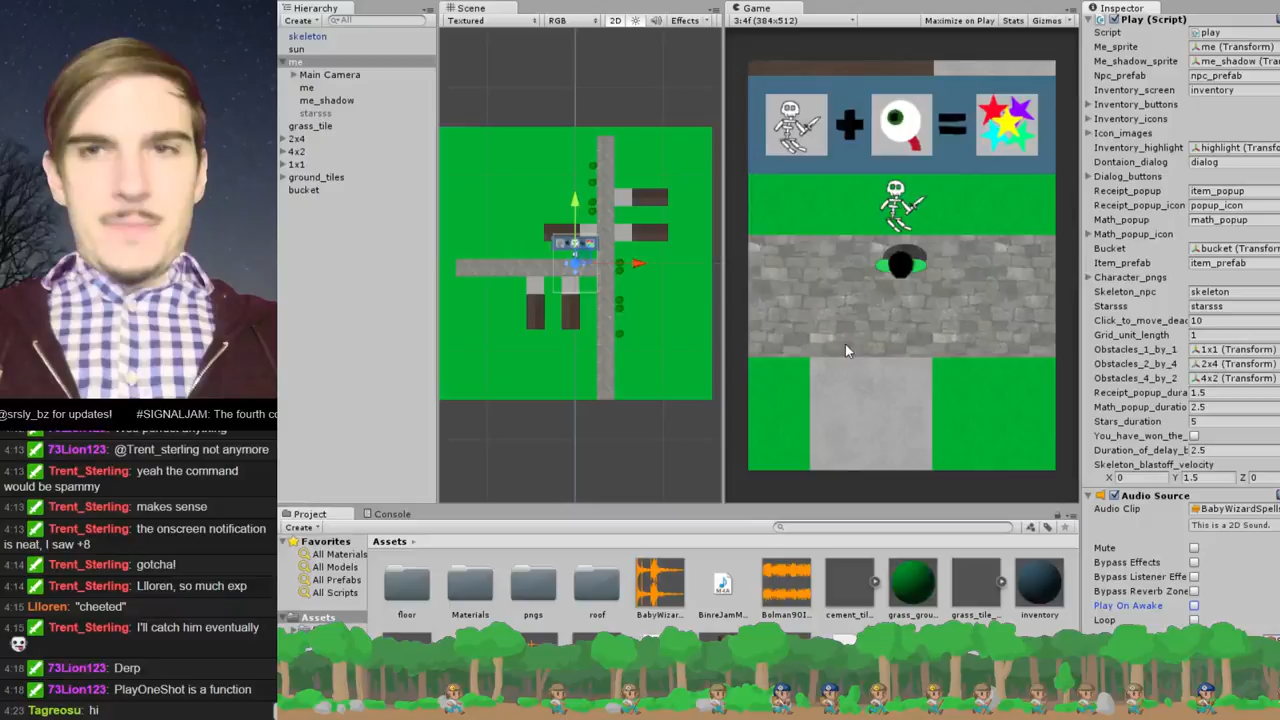 Hierarchy
Create
All
skeleton
sun
me
Main Camera
me
me_shadow
starsss
grass_tile
2x4
4x2
1x1
ground_tiles
bucket
Scene
Textured
RGB
2D
Effects
Game
3:4f (384x512)
Maximize on Play
Stats
Gizmos
Inspector
Play (Script)
Script play
Me_sprite me (Transform)
Me_shadow_sprite me_shadow (Tra
Npc_prefab npc_prefab
Inventory_screen inventory
Inventory_buttons
Inventory_icons
Icon_images
Inventory_highlight highlight (Transf
Dontaion_dialog dialog
Dialog_buttons
Receipt_popup item_popup
Receipt_popup_icon popup_icon
Math_popup math_popup
Math_popup_icon
Bucket bucket (Transfo
Item_prefab item_prefab
Character_pngs
Skeleton_npc skeleton
Starsss starsss
Click_to_move_dead 10
Grid_unit_length 1
Obstacles_1_by_1 1x1 (Transform)
Obstacles_2_by_4 2x4 (Transform)
Obstacles_4_by_2 4x2 (Transform)
Receipt_popup_dura 1.5
Math_popup_duratio 2.5
Stars_duration 5
You_have_won_the_
Duration_of_delay_b 2.5
Skeleton_blastoff_velocity
X 0 Y 1.5 Z 0
Audio Source
Audio Clip BabyWizardSpells
This is a 2D Sound.
Mute
Bypass Effects
Bypass Listener Effe
Bypass Reverb Zone
Play On Awake
Loop
@srsly_bz for updates! #SIGNALJAM: The fourth co
73Lion123: @Trent_sterling not anymore
Trent_Sterling: yeah the command
would be spammy
4:13 Trent_Sterling: makes sense
4:13 Trent_Sterling: the onscreen notification
is neat, I saw +8
4:14 Trent_Sterling: gotcha!
4:14 Trent_Sterling: Llloren, so much exp
4:15 Llloren: "cheeted"
4:15 Trent_Sterling: I'll catch him eventually
4:18 73Lion123: Derp
4:18 73Lion123: PlayOneShot is a function
4:23 Tagreosu: hi
Project
Console
Create
Favorites
All Materials
All Models
All Prefabs
All Scripts
Assets
Assets
floor
Materials
pngs
roof
BabyWizar...
BinreJamM...
Bolman90I...
cement_til...
grass_grou...
grass_tile_...
inventory